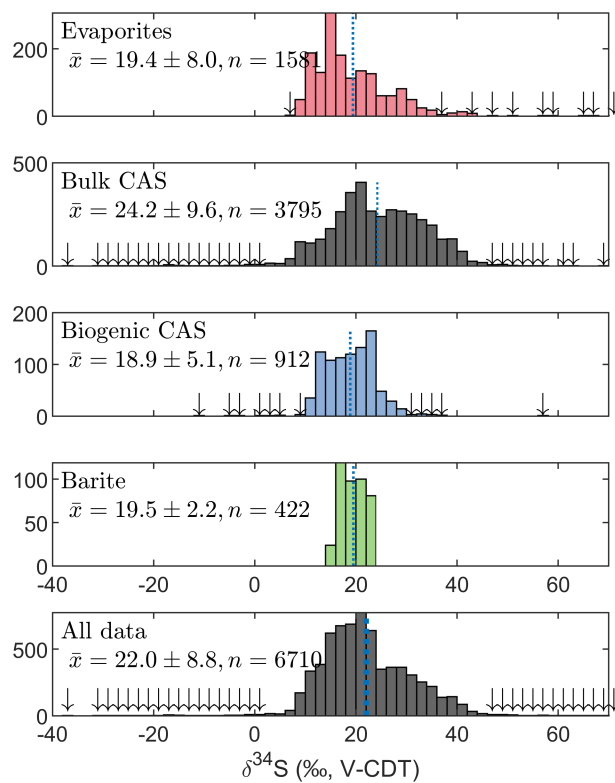 200
0
Evaporites
x̄ = 19.4 ± 8.0, n = 1581
500
0
Bulk CAS
x̄ = 24.2 ± 9.6, n = 3795
200
100
0
Biogenic CAS
x̄ = 18.9 ± 5.1, n = 912
100
50
0
Barite
x̄ = 19.5 ± 2.2, n = 422
-40 -20 0 20 40 60
500
0
All data
x̄ = 22.0 ± 8.8, n = 6710
-40 -20 0 20 40 60
δ³⁴S (‰, V-CDT)